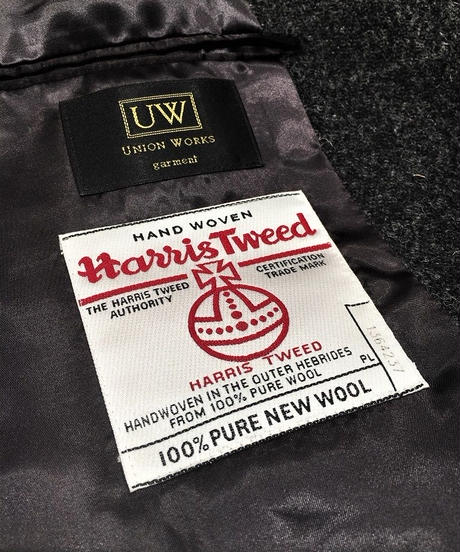 UW
UNION WORKS
garment
HAND WOVEN
Harris Tweed
THE HARRIS TWEED
AUTHORITY
CERTIFICATION
TRADE MARK
HARRIS TWEED
HANDWOVEN IN THE OUTER HEBRIDES
FROM 100% PURE WOOL
PL
1364237
100% PURE NEW WOOL